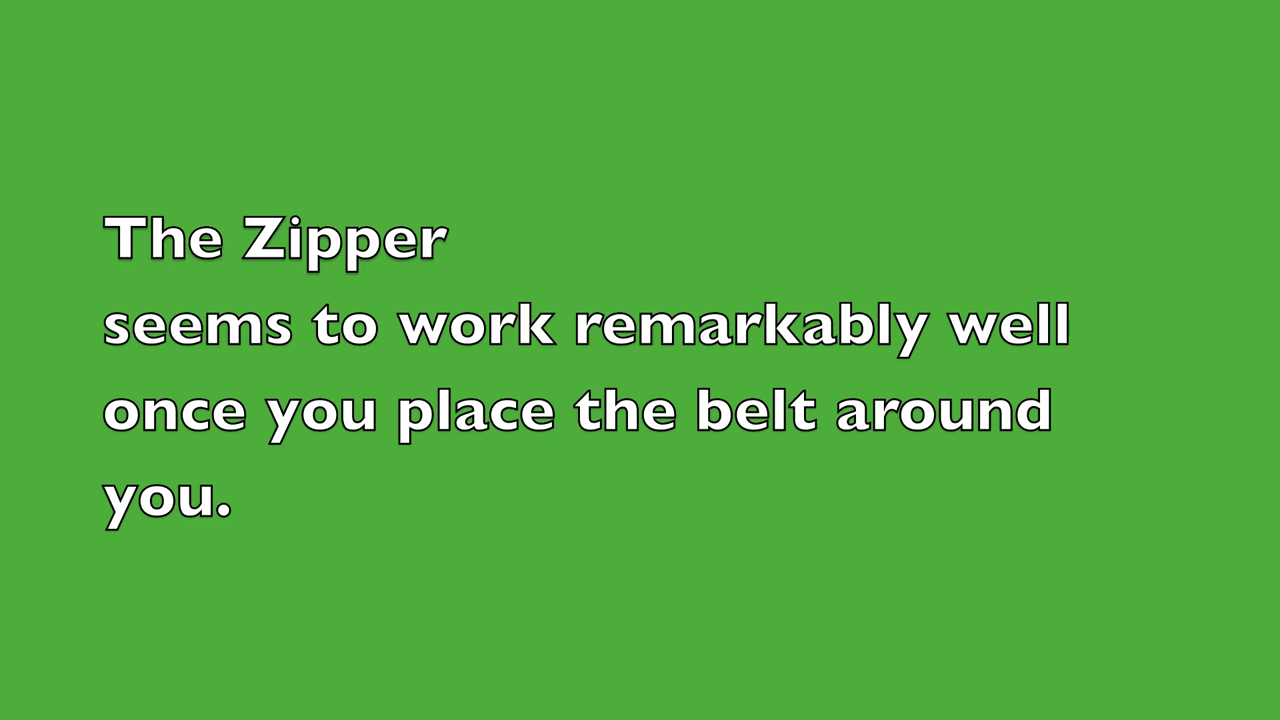 The Zipper
seems to work remarkably well
once you place the belt around
you.